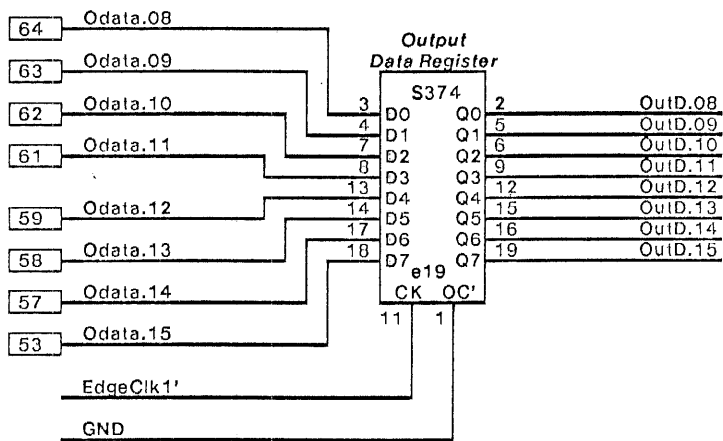 64 Odata.08
63 Odata.09
62 Odata.10
61 Odata.11
59 Odata.12
58 Odata.13
57 Odata.14
53 Odata.15
EdgeClk1'
GND
Output
Data Register
S374
3 D0 Q0 2 OutD.08
4 D1 Q1 5 OutD.09
7 D2 Q2 6 OutD.10
8 D3 Q3 9 OutD.11
13 D4 Q4 12 OutD.12
14 D5 Q5 15 OutD.13
17 D6 Q6 16 OutD.14
18 D7 Q7 19 OutD.15
e19
CK OC'
11 1